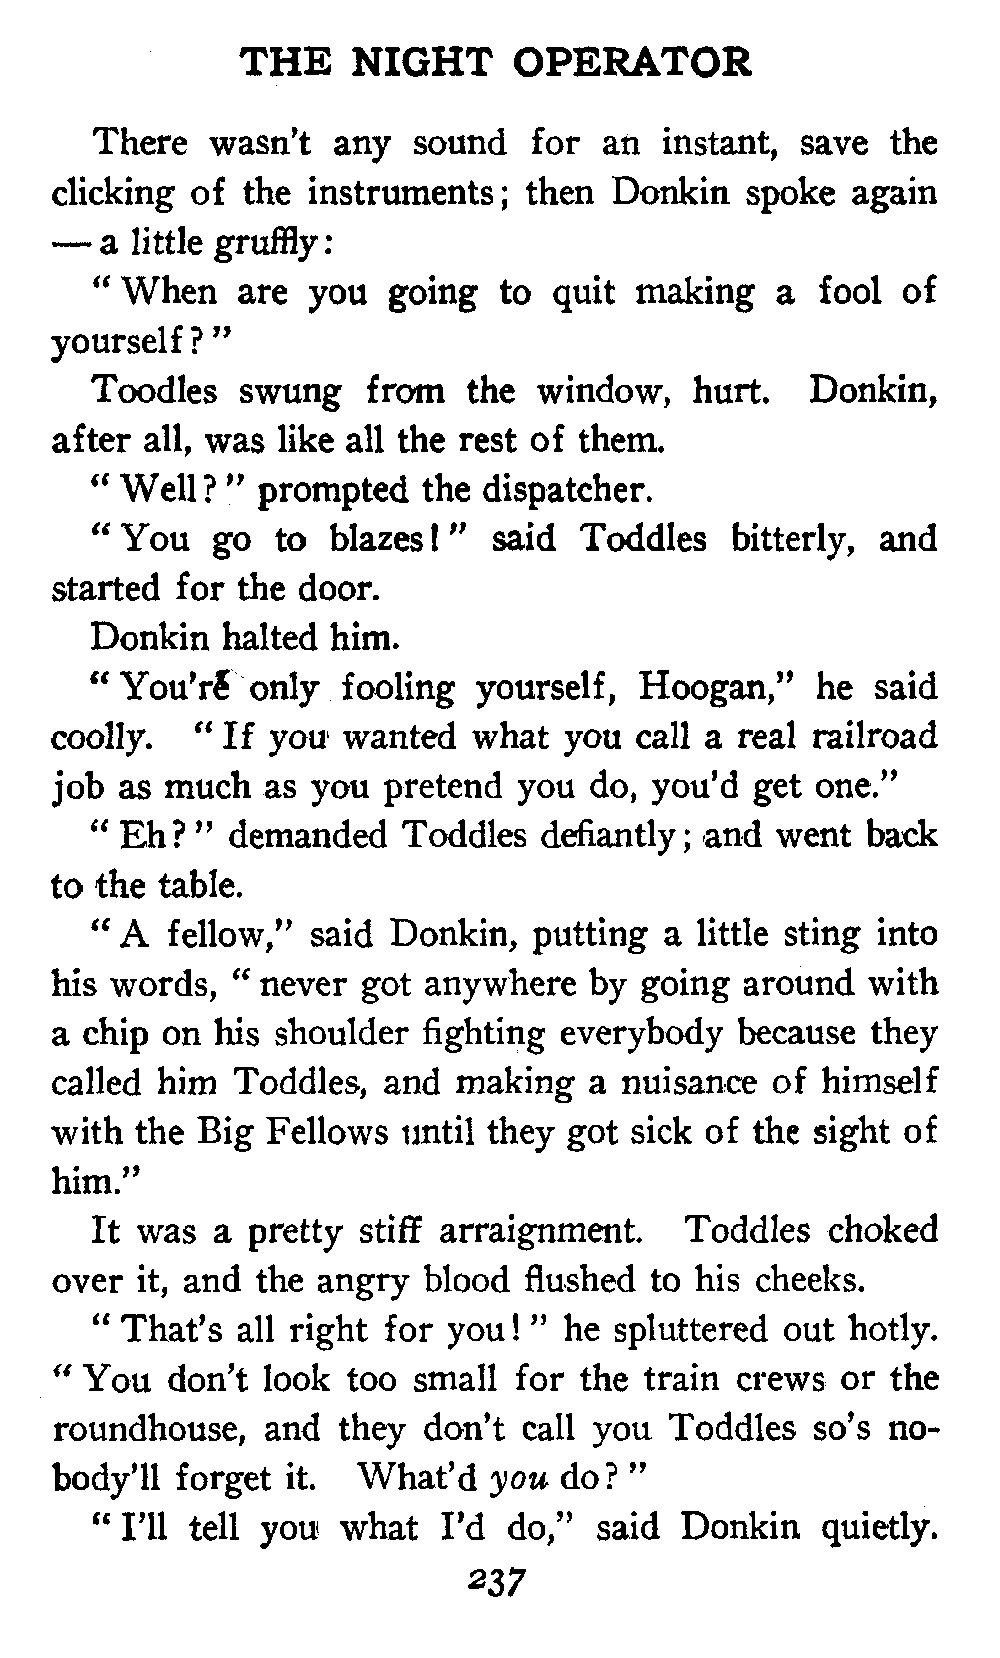 THE NIGHT OPERATOR
There wasn't any sound for an instant, save the
clicking of the instruments; then Donkin spoke again
— a little gruffly:
" When are you going to quit making a fool of
yourself? "
Toodles swung from the window, hurt. Donkin,
after all, was like all the rest of them.
" Well? " prompted the dispatcher.
" You go to blazes! " said Toddles bitterly, and
started for the door.
Donkin halted him.
" You're only fooling yourself, Hoogan," he said
coolly. " If you wanted what you call a real railroad
job as much as you pretend you do, you'd get one."
" Eh? " demanded Toddles defiantly; and went back
to the table.
" A fellow," said Donkin, putting a little sting into
his words, " never got anywhere by going around with
a chip on his shoulder fighting everybody because they
called him Toddles, and making a nuisance of himself
with the Big Fellows until they got sick of the sight of
him."
It was a pretty stiff arraignment. Toddles choked
over it, and the angry blood flushed to his cheeks.
" That's all right for you! " he spluttered out hotly.
" You don't look too small for the train crews or the
roundhouse, and they don't call you Toddles so's no-
body'll forget it. What'd you do? "
" I'll tell you what I'd do," said Donkin quietly.
237